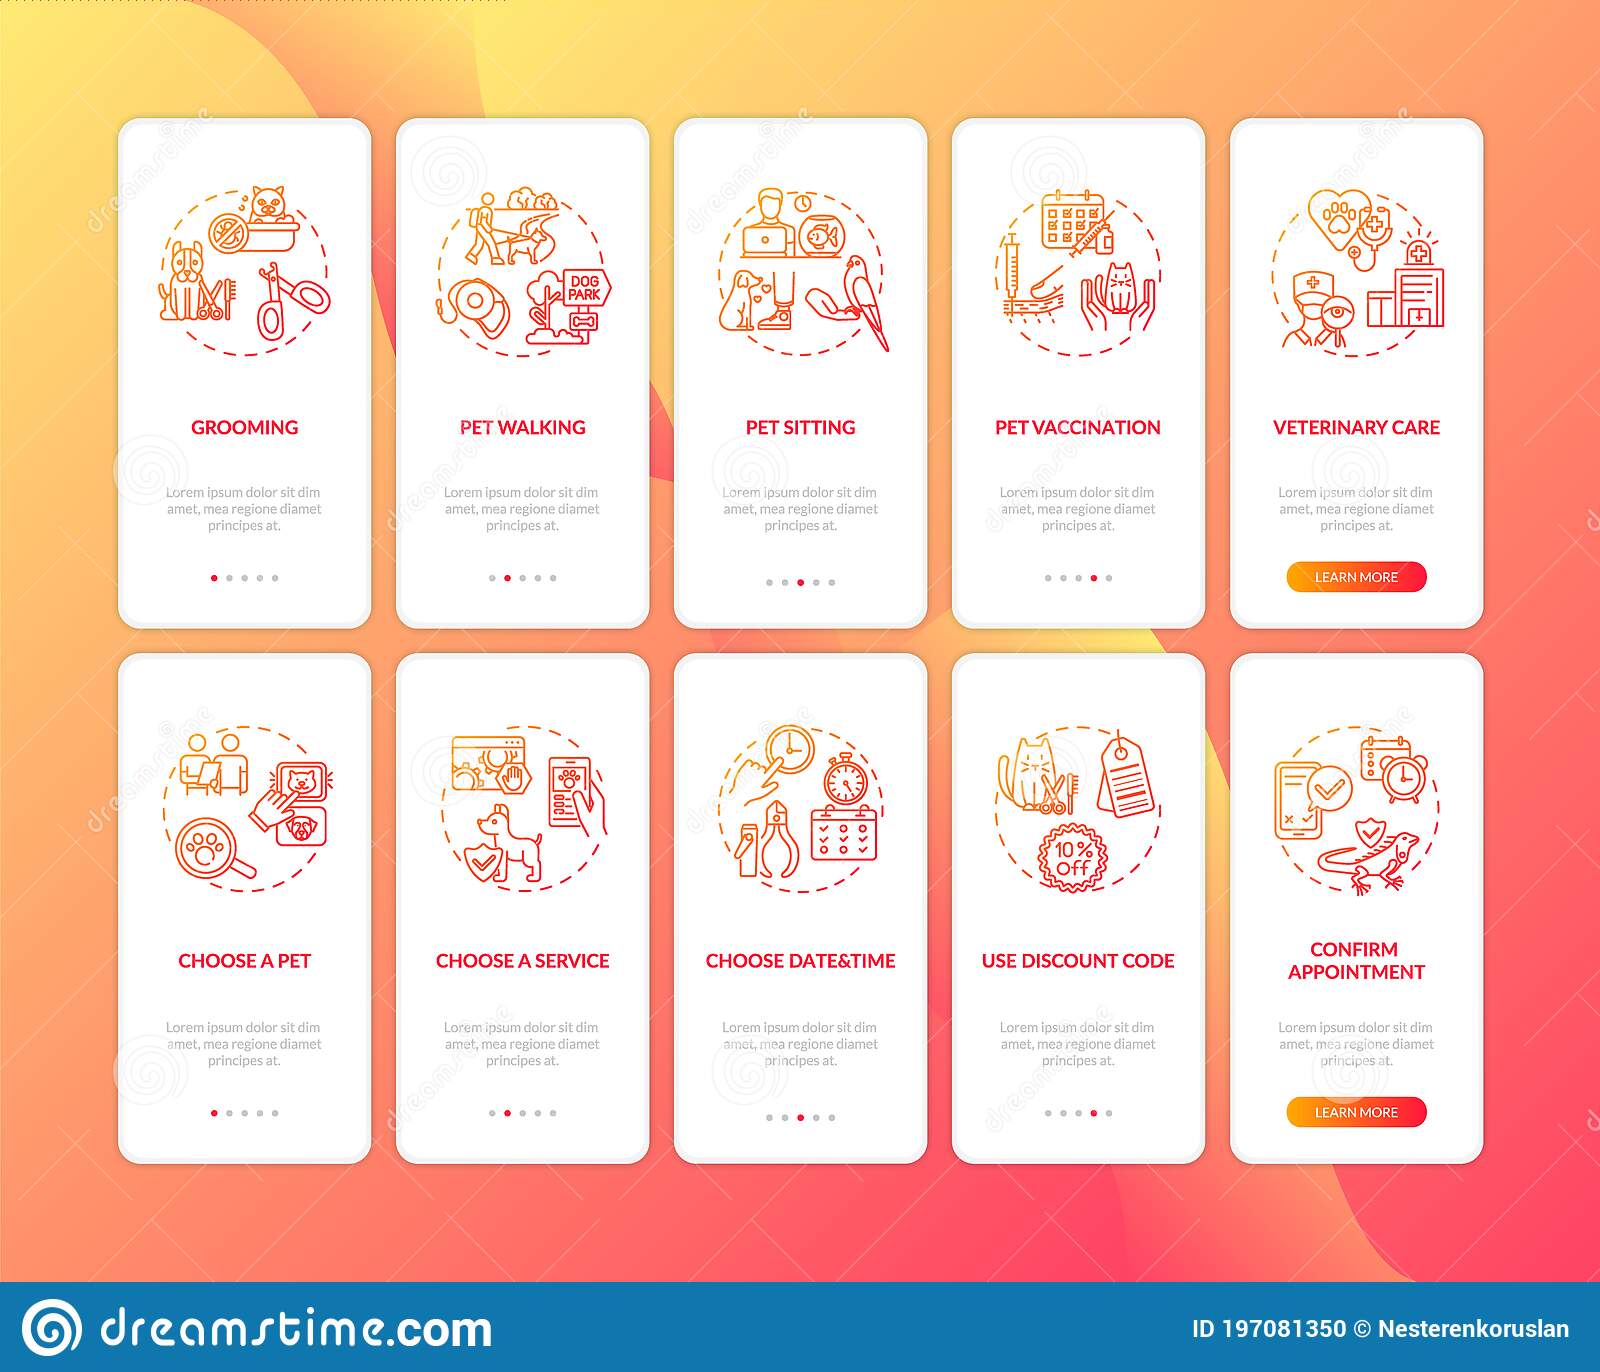 DOG
PARK
GROOMING
Lorem ipsum dolor sit dim
amet, mea regione diamet
principes at.
PET WALKING
Lorem ipsum dolor sit dim
amet, mea regione diamet
principes at.
PET SITTING
Lorem ipsum dolor sit dim
amet, mea regione diamet
principes at.
PET VACCINATION
Lorem ipsum dolor sit dim
amet, mea regione diamet
principes at.
VETERINARY CARE
Lorem ipsum dolor sit dim
amet, mea regione diamet
principes at.
LEARN MORE
CHOOSE A PET
Lorem ipsum dolor sit dim
amet, mea regione diamet
principes at.
CHOOSE A SERVICE
Lorem ipsum dolor sit dim
amet, mea regione diamet
principes at.
CHOOSE DATE&TIME
Lorem ipsum dolor sit dim
amet, mea regione diamet
principes at.
10%
Off
USE DISCOUNT CODE
Lorem ipsum dolor sit dim
amet, mea regione diamet
principes at.
CONFIRM
APPOINTMENT
Lorem ipsum dolor sit dim
amet, mea regione diamet
principes at.
LEARN MORE
dreamstime.com
ID 197081350 © Nesterenkoruslan